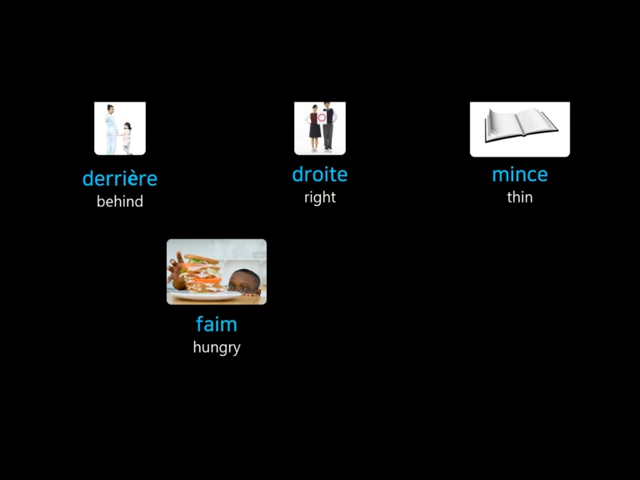 derrière
behind
droite
right
mince
thin
faim
hungry